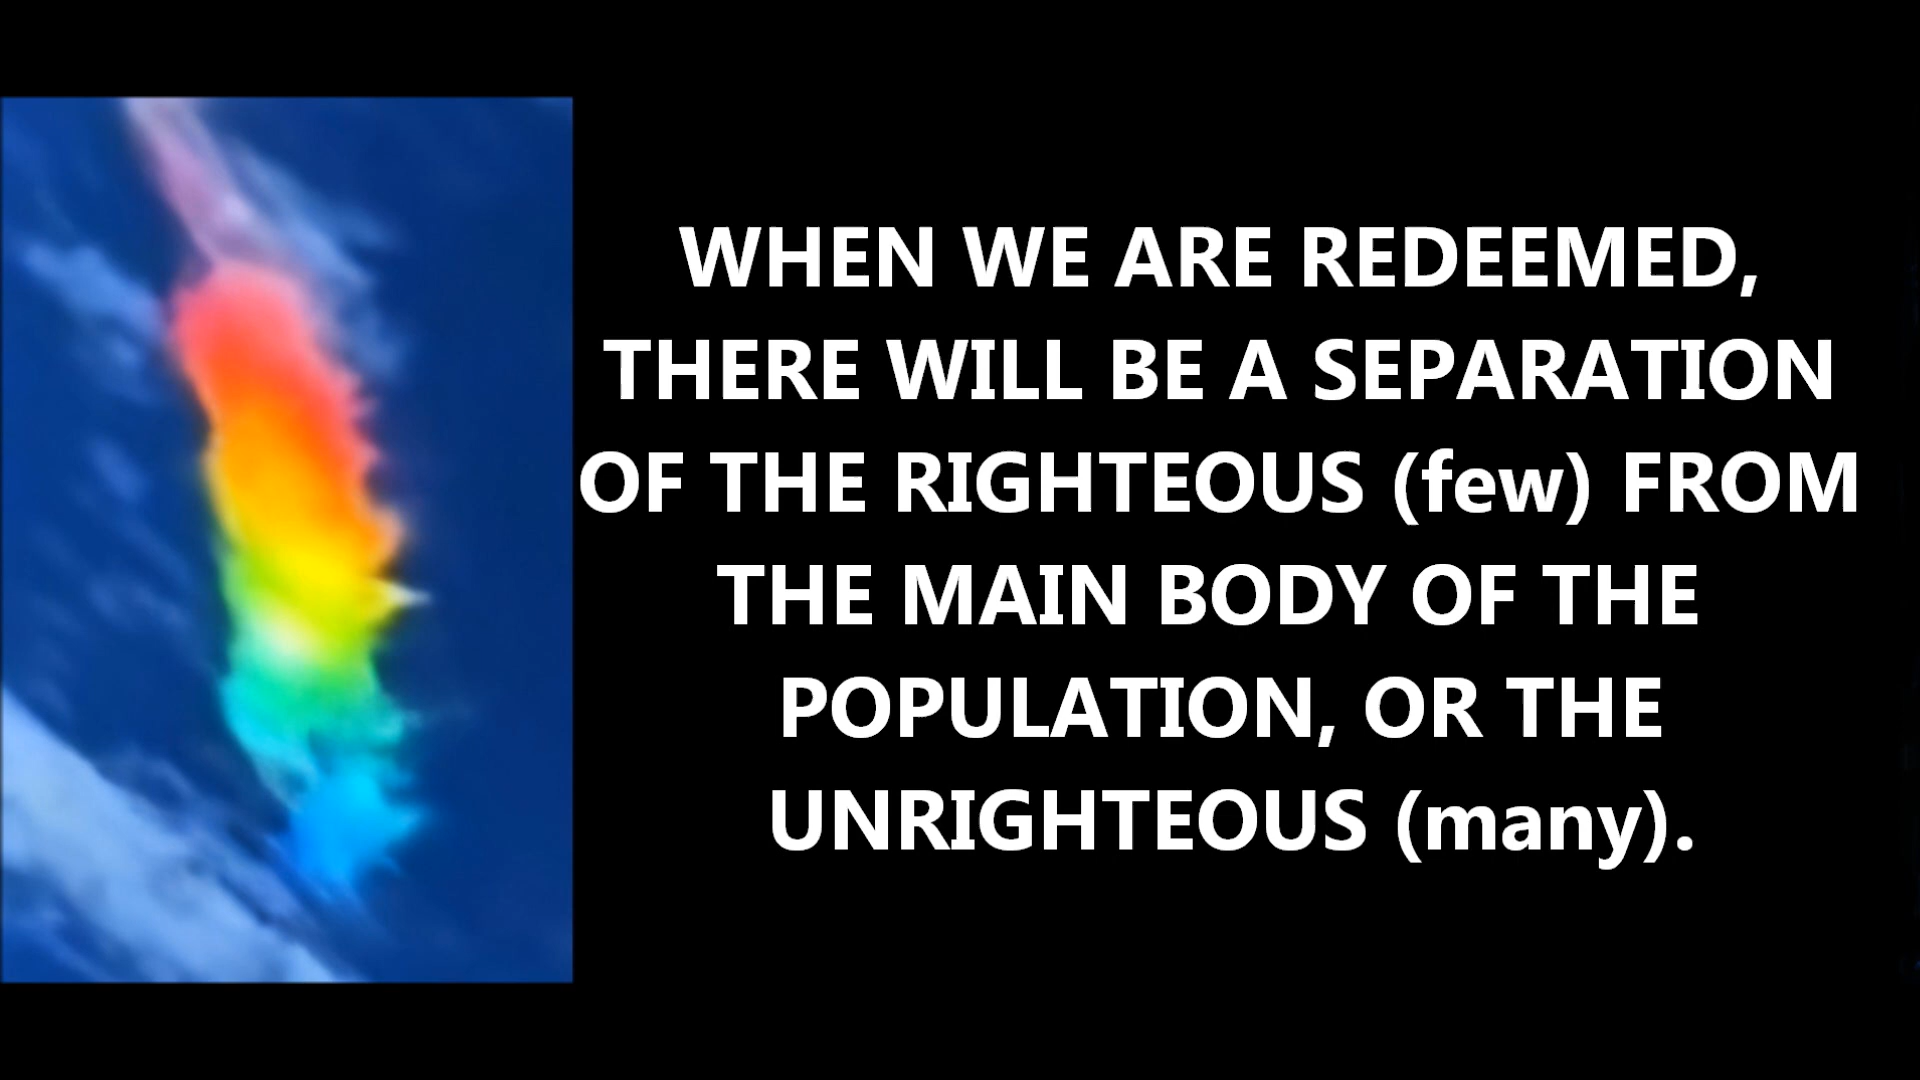 WHEN WE ARE REDEEMED,
THERE WILL BE A SEPARATION
OF THE RIGHTEOUS (few) FROM
THE MAIN BODY OF THE
POPULATION, OR THE
UNRIGHTEOUS (many).